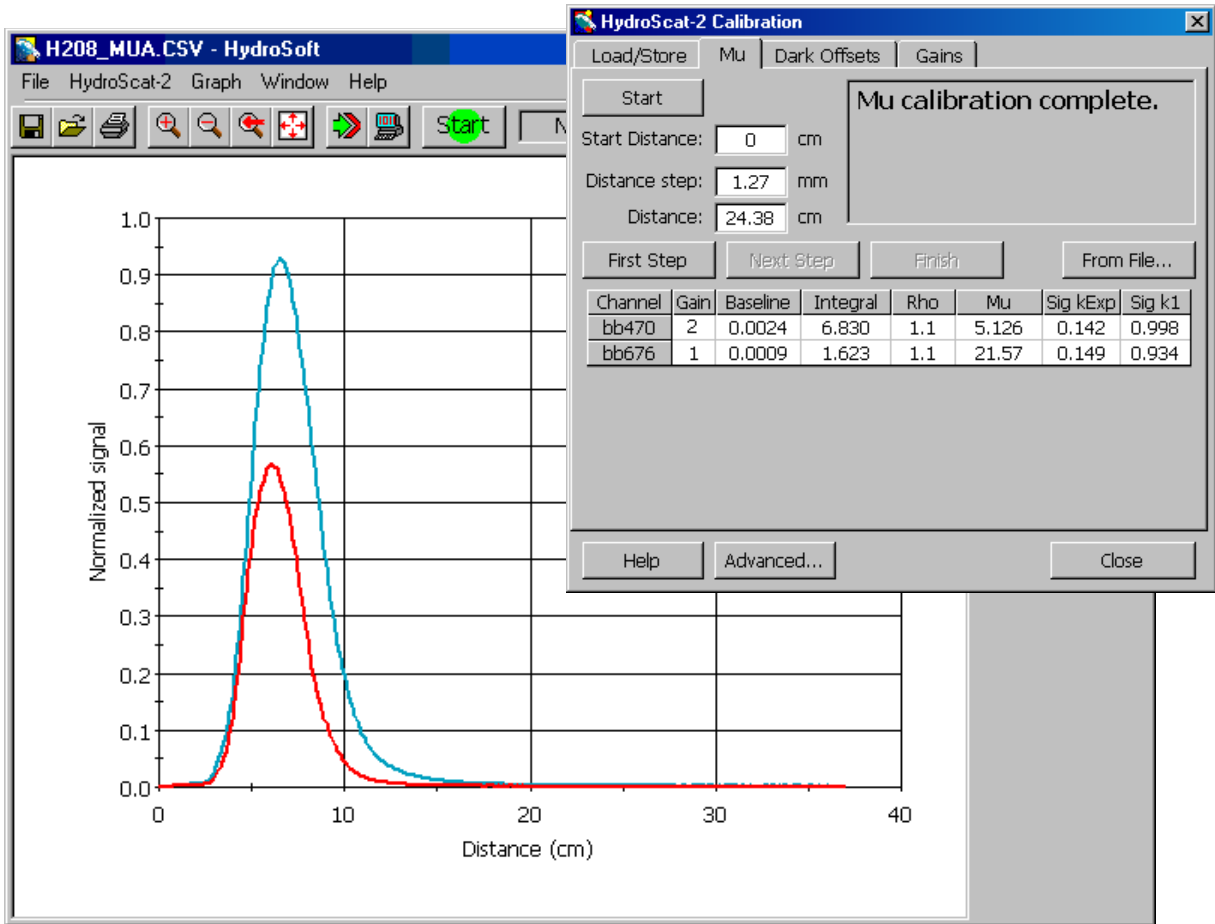 H208_MUA.CSV - HydroSoft
File HydroScat-2 Graph Window Help
Start N
1.0
0.9
0.8
0.7
0.6
0.5
0.4
0.3
0.2
0.1
0.0
Normalized signal
0 10 20 30 40
Distance (cm)
HydroScat-2 Calibration
Load/Store Mu Dark Offsets Gains
Start
Mu calibration complete.
Start Distance: 0 cm
Distance step: 1.27 mm
Distance: 24.38 cm
First Step Next Step Finish From File...
Channel Gain Baseline Integral Rho Mu Sig kExp Sig k1
bb470 2 0.0024 6.830 1.1 5.126 0.142 0.998
bb676 1 0.0009 1.623 1.1 21.57 0.149 0.934
Help Advanced... Close